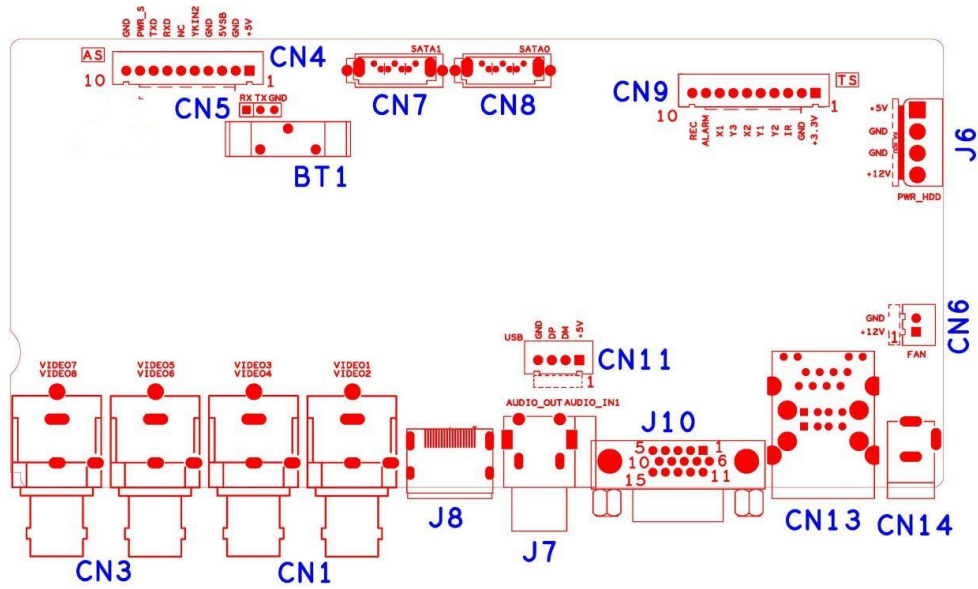 GND PWR_S TXD RXD NC YKIN2 GND 5VSB GND +5V
AS
10
1
CN4
CN5
RX TX GND
BT1
SATA1
CN7
SATA0
CN8
CN9
TS
10
1
REC ALARM X1 Y3 X2 Y1 Y2 IR GND +3.3V
+5V
GND
GND
+12V
J6
PWR_HDD
GND
+12V
1
FAN
CN6
USB
GND DP DM +5V
CN11
1
VIDEO7
VIDEO8
VIDEO5
VIDEO6
VIDEO3
VIDEO4
VIDEO1
VIDEO2
AUDIO_OUT AUDIO_IN1
J10
5
1
10
6
15
11
J8
J7
CN13
CN14
CN3
CN1